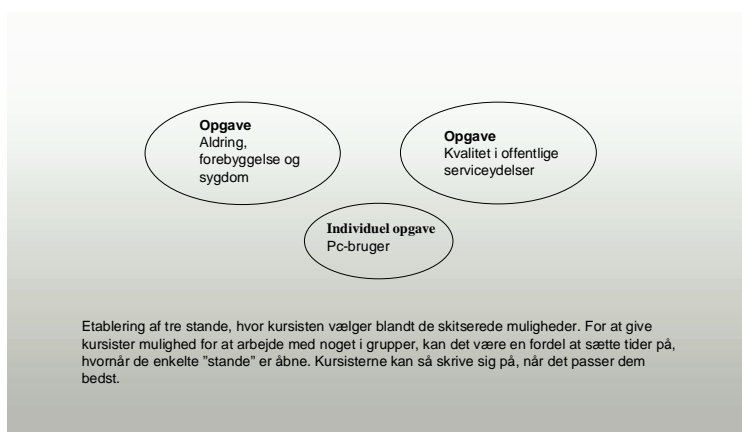 Opgave
Aldring,
forebyggelse og
sygdom
Opgave
Kvalitet i offentlige
serviceydelser
Individuel opgave
Pc-bruger
Etablering af tre stande, hvor kursisten vælger blandt de skitserede muligheder. For at give
kursister mulighed for at arbejde med noget i grupper, kan det være en fordel at sætte tider på,
hvornår de enkelte ”stande” er åbne. Kursisterne kan så skrive sig på, når det passer dem
bedst.